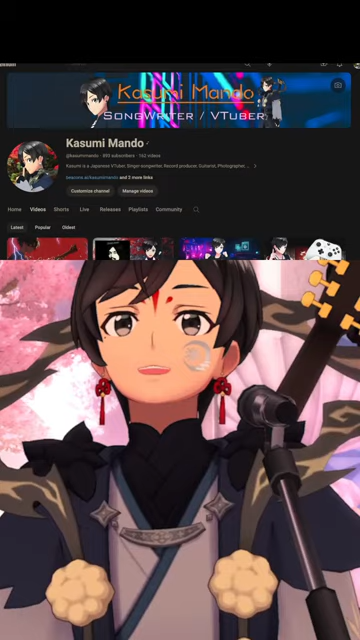 Kasumi Mando
SongWriter / VTuber
Kasumi Mando
@kasumimando · 893 subscribers · 162 videos
Kasumi is a Japanese VTuber, Singer-songwriter, Record producer, Guitarist, Photographer, ...
and 2 more links
Customize channel Manage videos
Home Videos Shorts Live Releases Playlists Community
Latest Popular Oldest